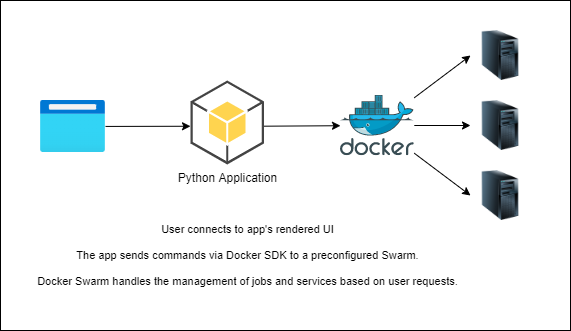 docker
Python Application
User connects to app's rendered UI
The app sends commands via Docker SDK to a preconfigured Swarm.
Docker Swarm handles the management of jobs and services based on user requests.